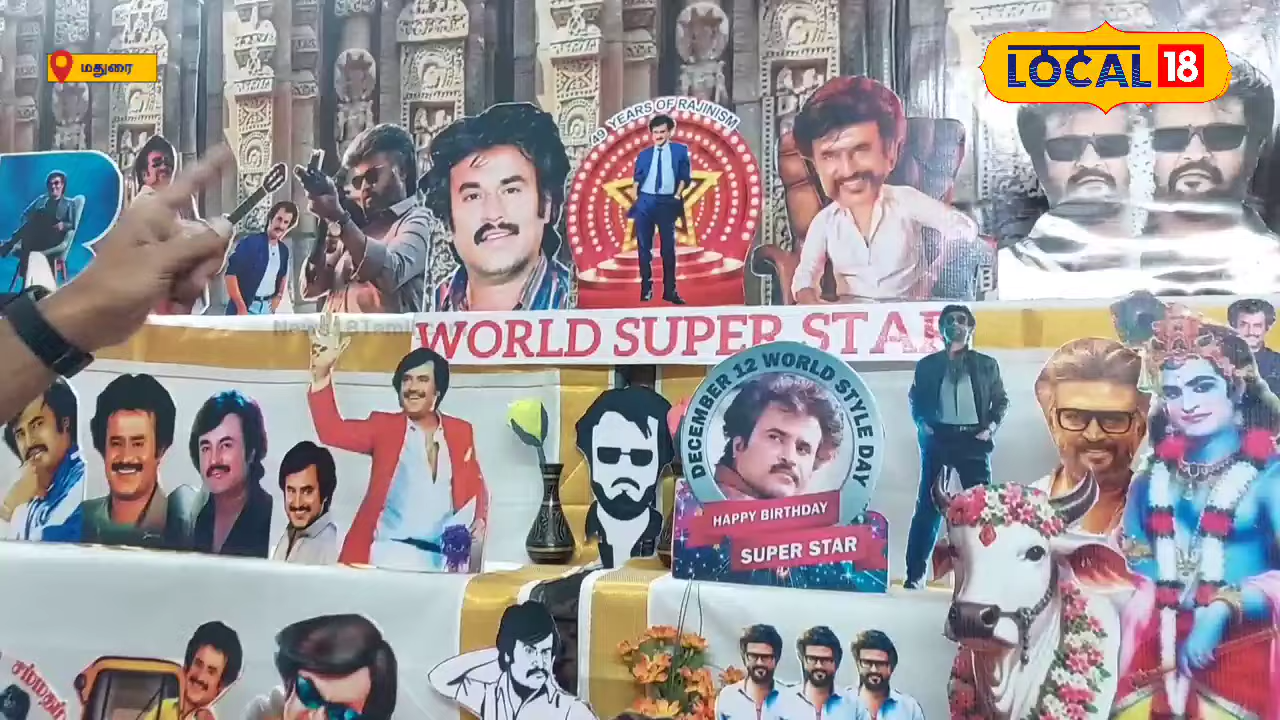 மதுரை
LOCAL 18
49 YEARS OF RAJINISM
WORLD SUPER STAR
DECEMBER 12 WORLD STYLE DAY
HAPPY BIRTHDAY
SUPER STAR